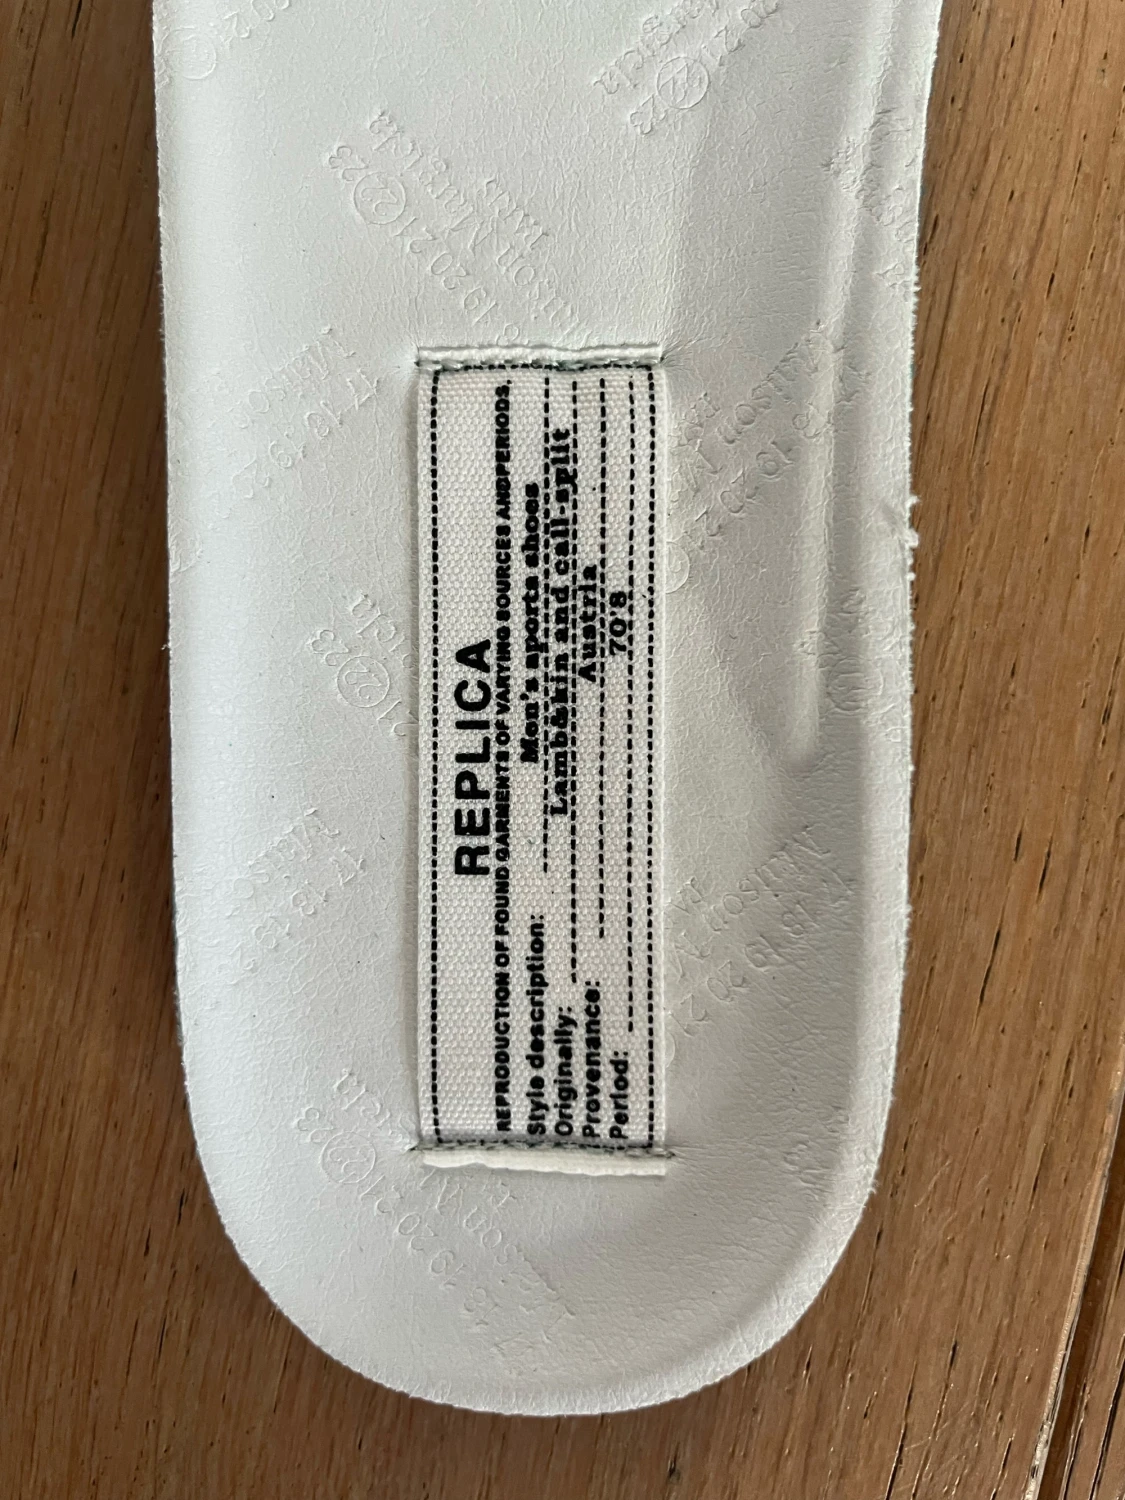 REPLICA
REPRODUCTION OF FOUND GARMENTS OF VARYING SOURCES AND PERIODS.
Style description: Men's sports shoes
Originally: Lambskin and calf-split
Provenance: Austria
Period: 70's
Maison Margiela
Paris
18 19 20 21 22 23